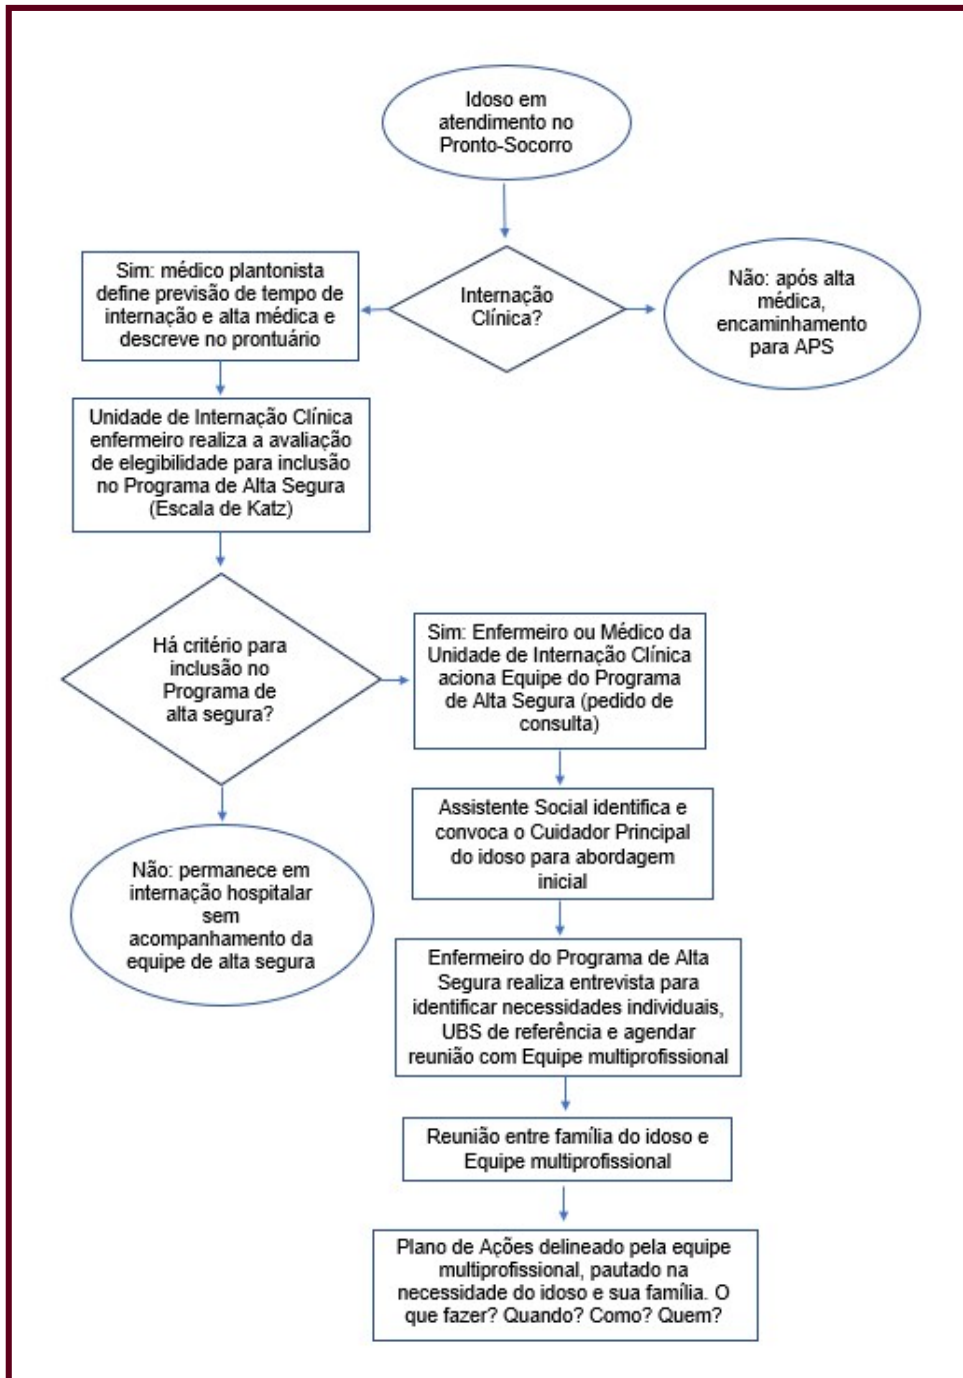 Idoso em
atendimento no
Pronto-Socorro
Internação
Clínica?
Sim: médico plantonista
define previsão de tempo de
internação e alta médica e
descreve no prontuário
Não: após alta
médica,
encaminhamento
para APS
Unidade de Internação Clínica
enfermeiro realiza a avaliação
de elegibilidade para inclusão
no Programa de Alta Segura
(Escala de Katz)
Há critério para
inclusão no
Programa de
alta segura?
Sim: Enfermeiro ou Médico da
Unidade de Internação Clínica
aciona Equipe do Programa
de Alta Segura (pedido de
consulta)
Não: permanece em
internação hospitalar
sem
acompanhamento da
equipe de alta segura
Assistente Social identifica e
convoca o Cuidador Principal
do idoso para abordagem
inicial
Enfermeiro do Programa de Alta
Segura realiza entrevista para
identificar necessidades individuais,
UBS de referência e agendar
reunião com Equipe multiprofissional
Reunião entre família do idoso e
Equipe multiprofissional
Plano de Ações delineado pela equipe
multiprofissional, pautado na
necessidade do idoso e sua família. O
que fazer? Quando? Como? Quem?